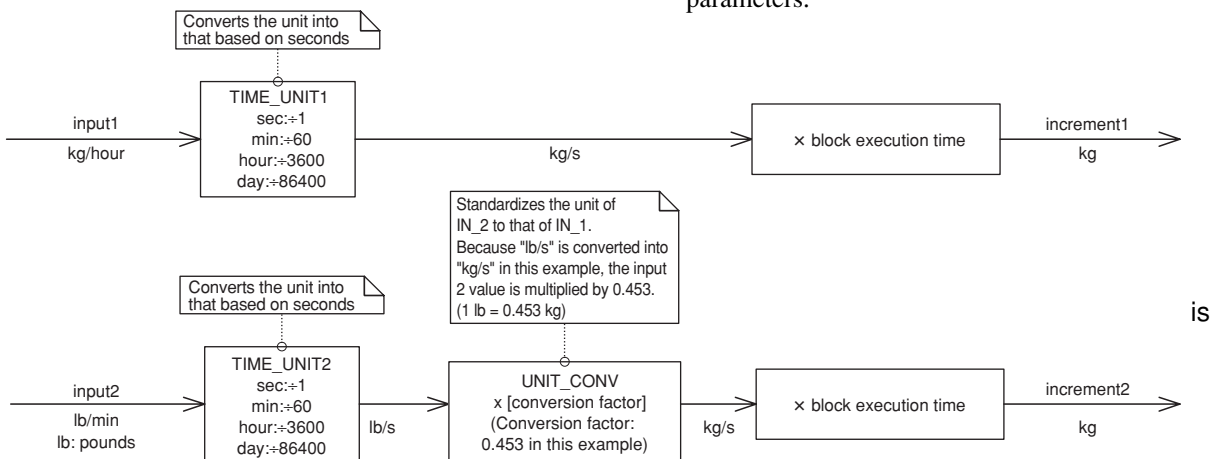 parameters.
Converts the unit into
that based on seconds
TIME_UNIT1
sec:÷1
min:÷60
hour:÷3600
day:÷86400
input1
kg/hour
kg/s
× block execution time
increment1
kg
Standardizes the unit of
IN_2 to that of IN_1.
Because "lb/s" is converted into
"kg/s" in this example, the input
2 value is multiplied by 0.453.
(1 lb = 0.453 kg)
Converts the unit into
that based on seconds
is
TIME_UNIT2
sec:÷1
min:÷60
hour:÷3600
day:÷86400
input2
lb/min
lb: pounds
lb/s
UNIT_CONV
x [conversion factor]
(Conversion factor:
0.453 in this example)
kg/s
× block execution time
increment2
kg